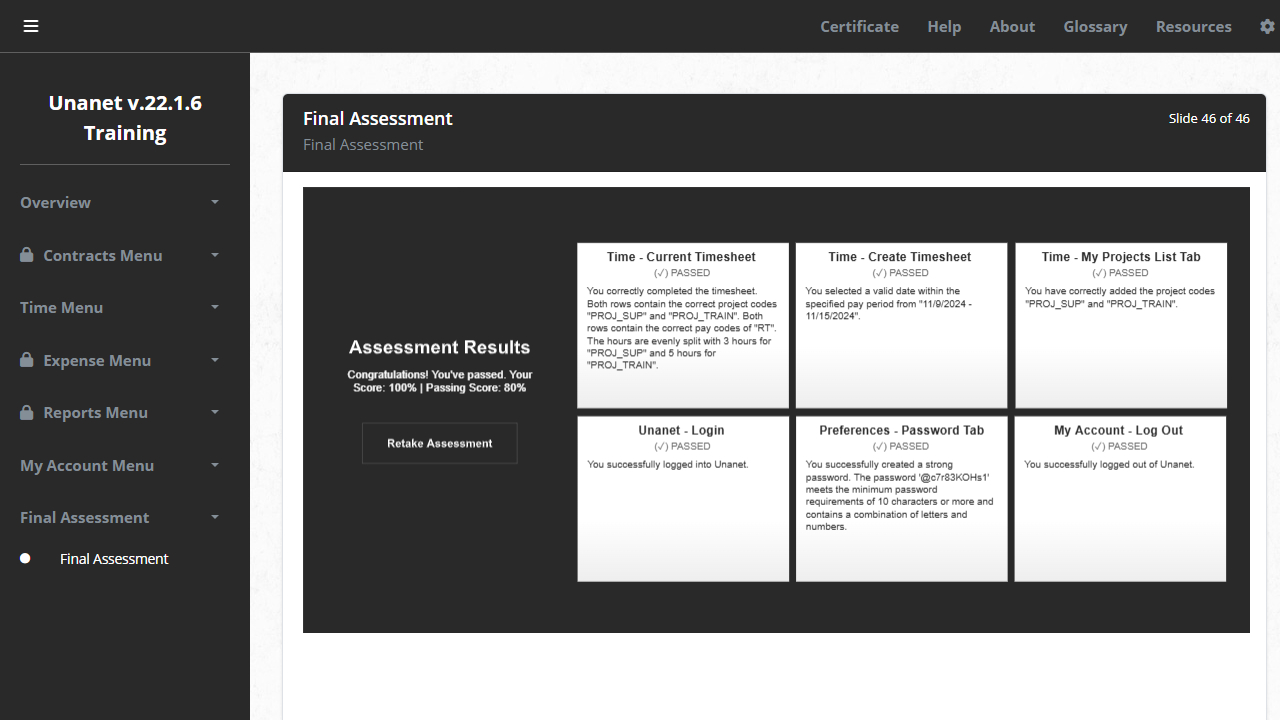 Certificate
Help
About
Glossary
Resources
Unanet v.22.1.6
Training
Overview
Contracts Menu
Time Menu
Expense Menu
Reports Menu
My Account Menu
Final Assessment
Final Assessment
Final Assessment
Final Assessment
Slide 46 of 46
Assessment Results
Congratulations! You've passed. Your
Score: 100% | Passing Score: 80%
Retake Assessment
Time - Current Timesheet
(✓) PASSED
You correctly completed the timesheet.
Both rows contain the correct project codes
"PROJ_SUP" and "PROJ_TRAIN". Both
rows contain the correct pay codes of "RT".
The hours are evenly split with 3 hours for
"PROJ_SUP" and 5 hours for
"PROJ_TRAIN".
Time - Create Timesheet
(✓) PASSED
You selected a valid date within the
specified pay period from "11/9/2024 -
11/15/2024".
Time - My Projects List Tab
(✓) PASSED
You have correctly added the project codes
"PROJ_SUP" and "PROJ_TRAIN".
Unanet - Login
(✓) PASSED
You successfully logged into Unanet.
Preferences - Password Tab
(✓) PASSED
You successfully created a strong
password. The password '@c7r83KOHs1'
meets the minimum password
requirements of 10 characters or more and
contains a combination of letters and
numbers.
My Account - Log Out
(✓) PASSED
You successfully logged out of Unanet.